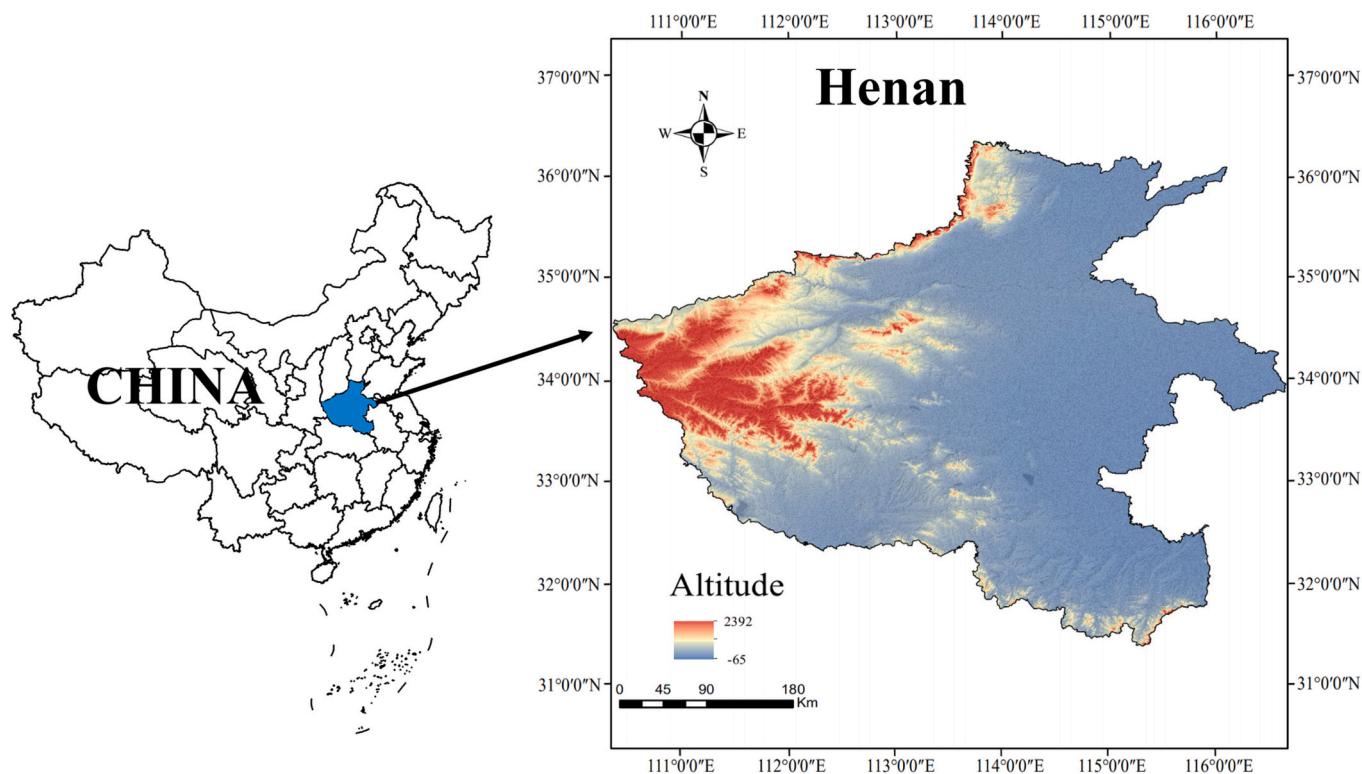 111°0′0″E 112°0′0″E 113°0′0″E 114°0′0″E 115°0′0″E 116°0′0″E
Henan
N
W E
S
37°0′0″N 37°0′0″N
36°0′0″N 36°0′0″N
35°0′0″N 35°0′0″N
CHINA
34°0′0″N 34°0′0″N
33°0′0″N 33°0′0″N
32°0′0″N 32°0′0″N
Altitude
2392
-65
31°0′0″N 31°0′0″N
0 45 90 180
Km
111°0′0″E 112°0′0″E 113°0′0″E 114°0′0″E 115°0′0″E 116°0′0″E